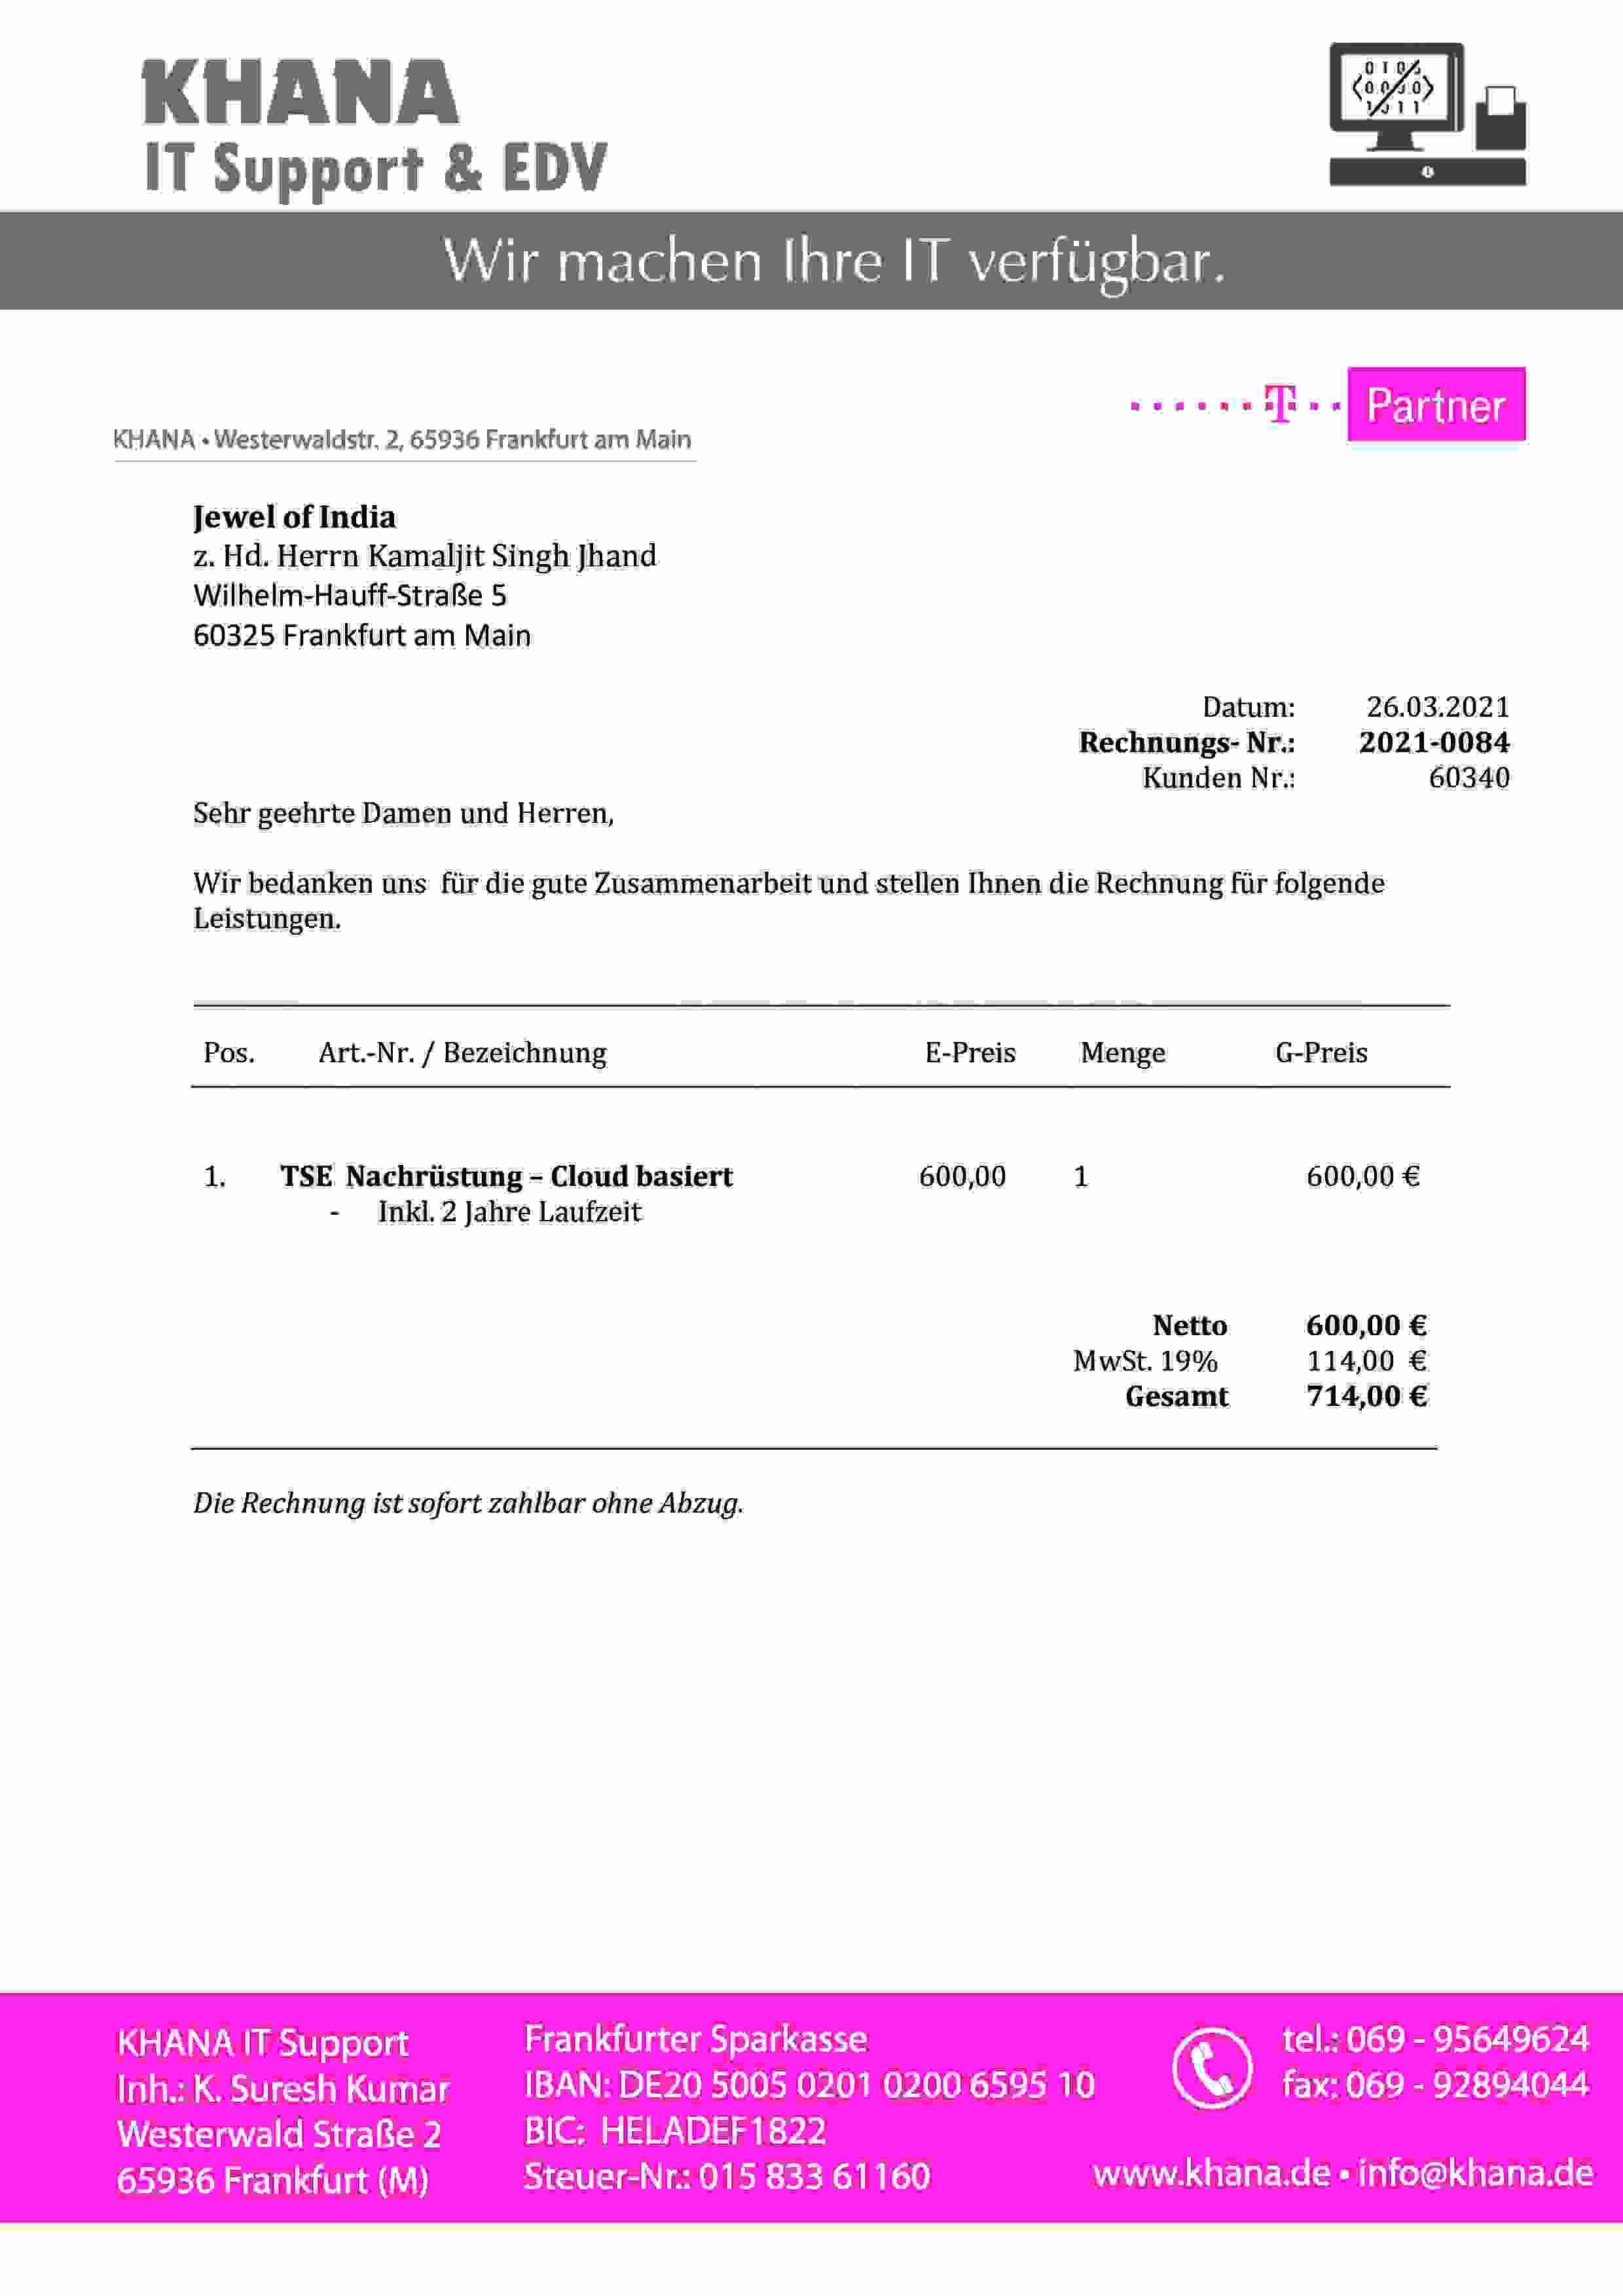 KHANA
IT Support & EDV
Wir machen Ihre IT verfügbar.
T Partner
KHANA • Westerwaldstr. 2, 65936 Frankfurt am Main
Jewel of India
z. Hd. Herrn Kamaljit Singh Jhand
Wilhelm-Hauff-Straße 5
60325 Frankfurt am Main
Datum: 26.03.2021
Rechnungs- Nr.: 2021-0084
Kunden Nr.: 60340
Sehr geehrte Damen und Herren,
Wir bedanken uns für die gute Zusammenarbeit und stellen Ihnen die Rechnung für folgende
Leistungen.
Pos. Art.-Nr. / Bezeichnung E-Preis Menge G-Preis
1. TSE Nachrüstung – Cloud basiert 600,00 1 600,00 €
- Inkl. 2 Jahre Laufzeit
Netto 600,00 €
MwSt. 19% 114,00 €
Gesamt 714,00 €
Die Rechnung ist sofort zahlbar ohne Abzug.
KHANA IT Support
Inh.: K. Suresh Kumar
Westerwald Straße 2
65936 Frankfurt (M)
Frankfurter Sparkasse
IBAN: DE20 5005 0201 0200 6595 10
BIC: HELADEF1822
Steuer-Nr.: 015 833 61160
tel.: 069 - 95649624
fax: 069 - 92894044
www.khana.de • info@khana.de